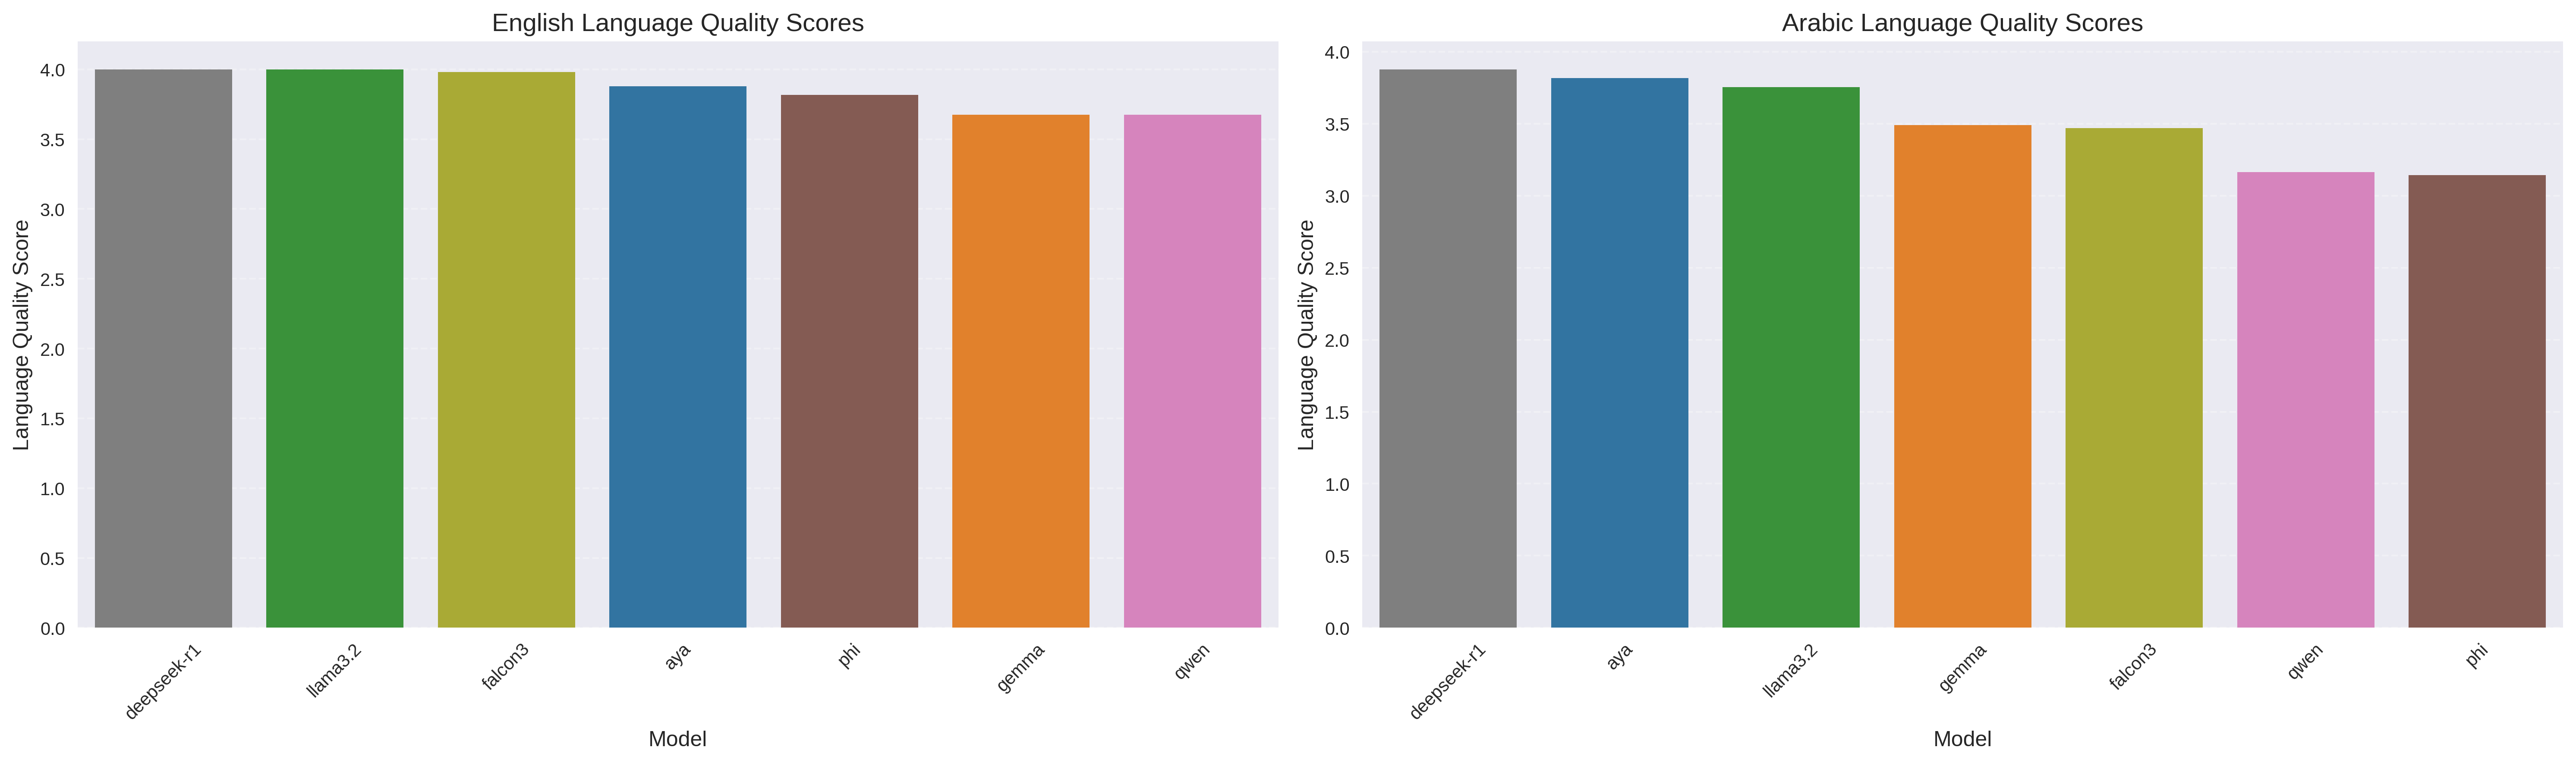 English Language Quality Scores
Language Quality Score
4.0
3.5
3.0
2.5
2.0
1.5
1.0
0.5
0.0
deepseek-r1
llama3.2
falcon3
aya
phi
gemma
qwen
Model
Arabic Language Quality Scores
Language Quality Score
4.0
3.5
3.0
2.5
2.0
1.5
1.0
0.5
0.0
deepseek-r1
aya
llama3.2
gemma
falcon3
qwen
phi
Model